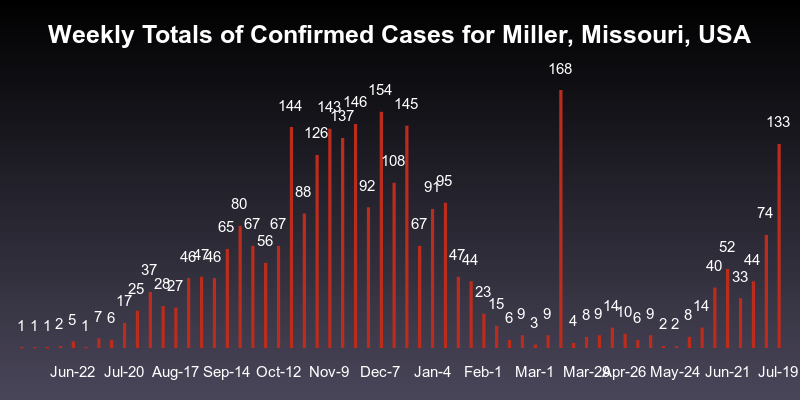 Weekly Totals of Confirmed Cases for Miller, Missouri, USA
1 1 1 2 5 1 7 6 17 25 37 28 27 46 47 46 65 80 67 56 67 144 88 126 143 137 146 92 154 108 145 67 91 95 47 44 23 15 6 9 3 9 168 4 8 9 14 10 6 9 2 2 8 14 40 52 33 44 74 133
Jun-22 Jul-20 Aug-17 Sep-14 Oct-12 Nov-9 Dec-7 Jan-4 Feb-1 Mar-1 Mar-29 Apr-26 May-24 Jun-21 Jul-19